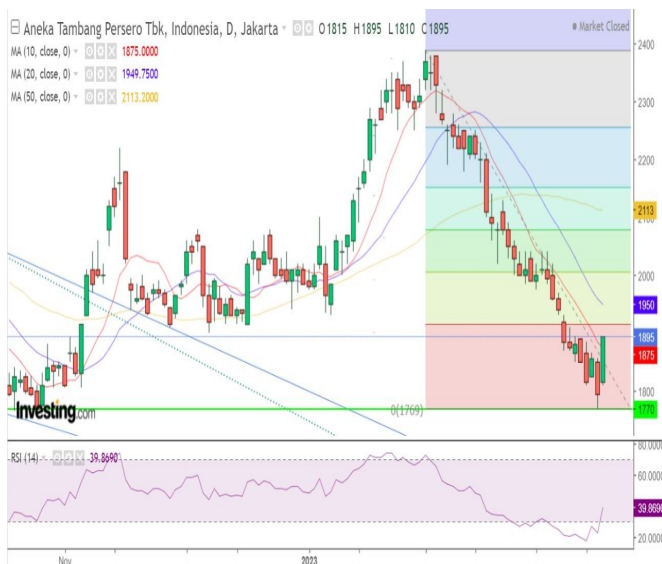 Aneka Tambang Persero Tbk, Indonesia, D, Jakarta O1815 H1895 L1810 C1895 Market Closed
MA (10, close, 0) 1875.0000
MA (20, close, 0) 1949.7500
MA (50, close, 0) 2113.2000
2400
2300
2200
2113
2100
2000
1950
1895
1875
1800
1770
0(1769)
Investing.com
RSI (14) 39.8690
80.0000
60.0000
39.8690
20.0000
Nov 2023